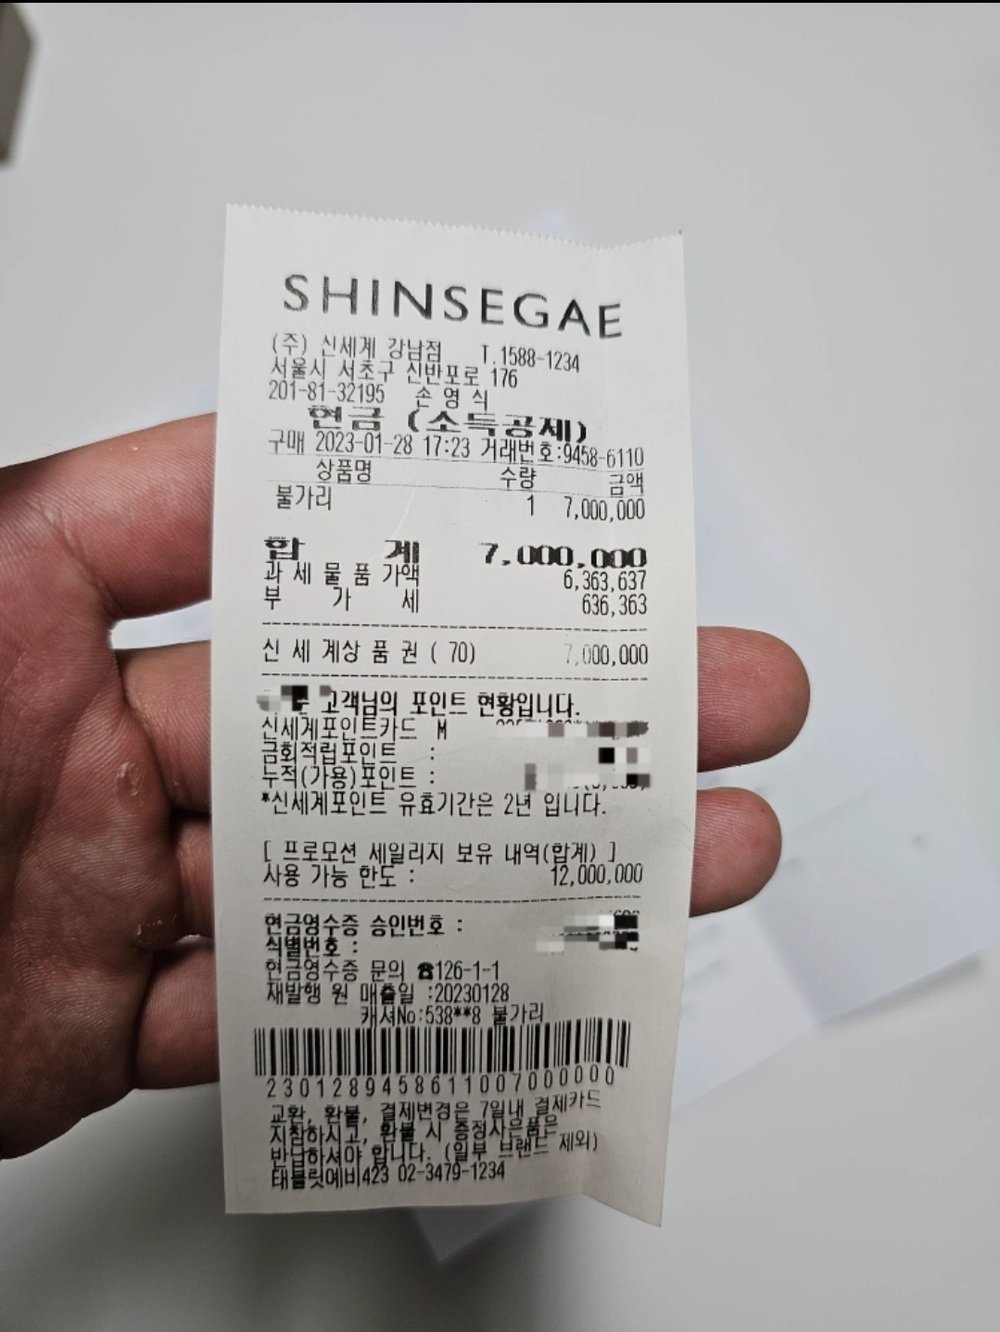 SHINSEGAE
(주) 신세계 강남점 T.1588-1234
서울시 서초구 신반포로 176
201-81-32195 손영식
현금 (소득공제)
구매 2023-01-28 17:23 거래번호:9458-6110
상품명 수량 금액
불가리 1 7,000,000
합 계 7,000,000
과 세 물 품 가액 6,363,637
부 가 세 636,363
신 세 계상 품 권 ( 70) 7,000,000
고객님의 포인트 현황입니다.
신세계포인트카드 M
금회적립포인트 :
누적(가용)포인트 :
*신세계포인트 유효기간은 2년 입니다.
[ 프로모션 세일리지 보유 내역(합계) ]
사용 가능 한도 : 12,000,000
현금영수증 승인번호 :
식별번호 :
현금영수증 문의 ☎126-1-1
재발행 원 매출일 :20230128
캐셔No:538**8 불가리
23012894586110070000000
교환, 환불, 결제변경은 7일내 결제카드
지참하시고, 환불 시 증정사은품은
반납하셔야 합니다. (일부 브랜드 제외)
태블릿예비423 02-3479-1234